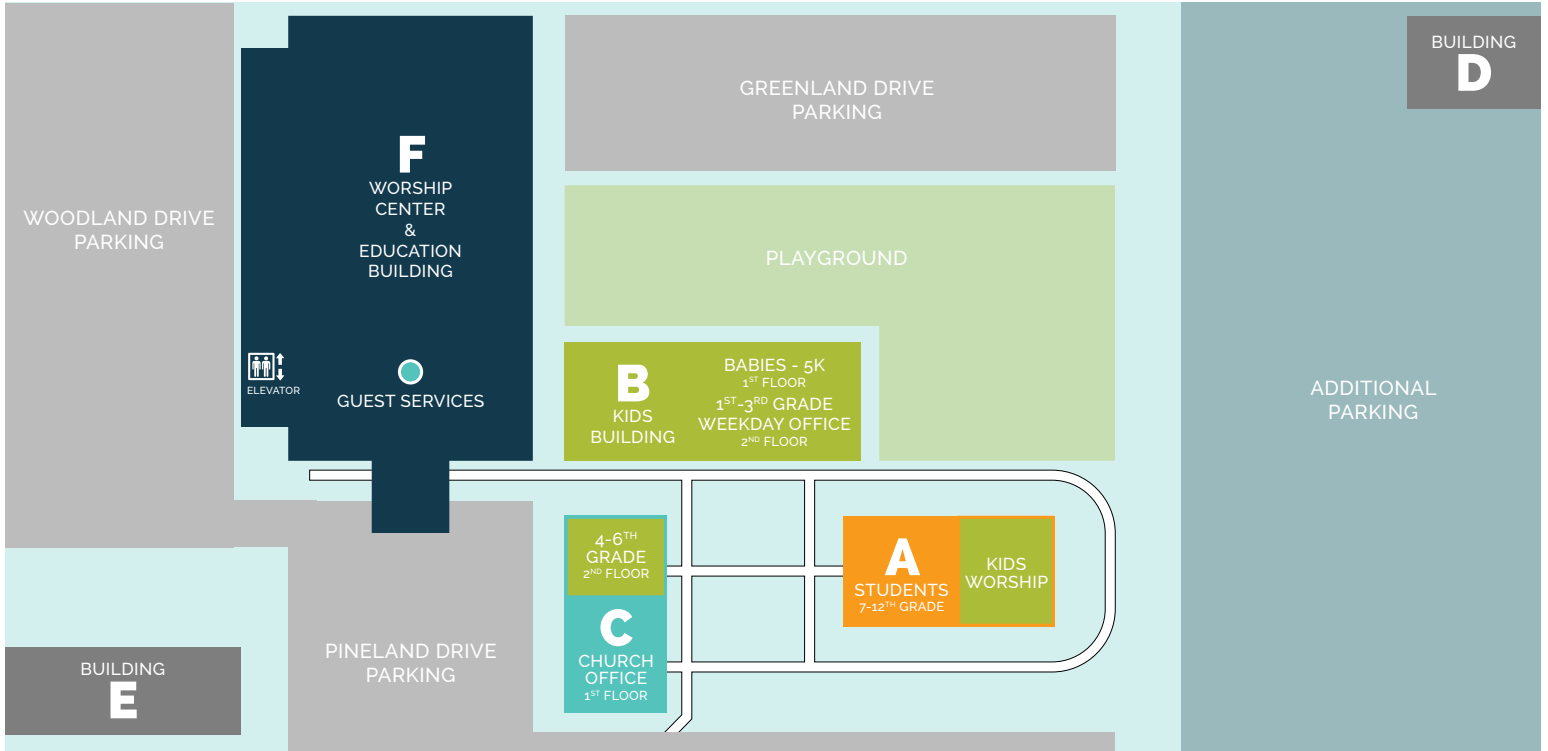 WOODLAND DRIVE
PARKING
F
WORSHIP
CENTER
&
EDUCATION
BUILDING
ELEVATOR
GUEST SERVICES
GREENLAND DRIVE
PARKING
PLAYGROUND
B
KIDS
BUILDING
BABIES - 5K
1ST FLOOR
1ST-3RD GRADE
WEEKDAY OFFICE
2ND FLOOR
BUILDING
D
ADDITIONAL
PARKING
4-6TH
GRADE
2ND FLOOR
C
CHURCH
OFFICE
1ST FLOOR
A
STUDENTS
7-12TH GRADE
KIDS
WORSHIP
PINELAND DRIVE
PARKING
BUILDING
E